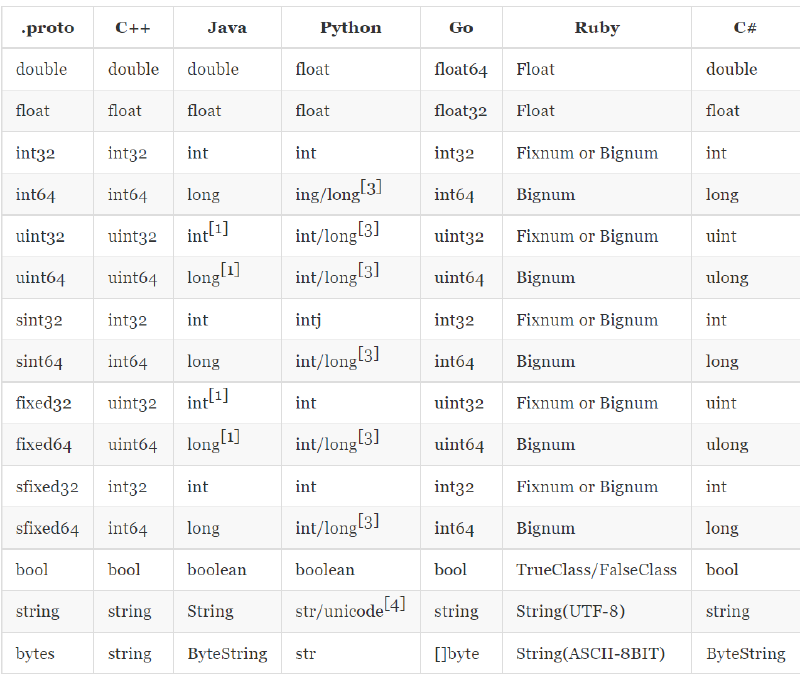 .proto C++ Java Python Go Ruby C#
double double double float float64 Float double
float float float float float32 Float float
int32 int32 int int int32 Fixnum or Bignum int
int64 int64 long ing/long[3] int64 Bignum long
uint32 uint32 int[1] int/long[3] uint32 Fixnum or Bignum uint
uint64 uint64 long[1] int/long[3] uint64 Bignum ulong
sint32 int32 int intj int32 Fixnum or Bignum int
sint64 int64 long int/long[3] int64 Bignum long
fixed32 uint32 int[1] int uint32 Fixnum or Bignum uint
fixed64 uint64 long[1] int/long[3] uint64 Bignum ulong
sfixed32 int32 int int int32 Fixnum or Bignum int
sfixed64 int64 long int/long[3] int64 Bignum long
bool bool boolean boolean bool TrueClass/FalseClass bool
string string String str/unicode[4] string String(UTF-8) string
bytes string ByteString str []byte String(ASCII-8BIT) ByteString